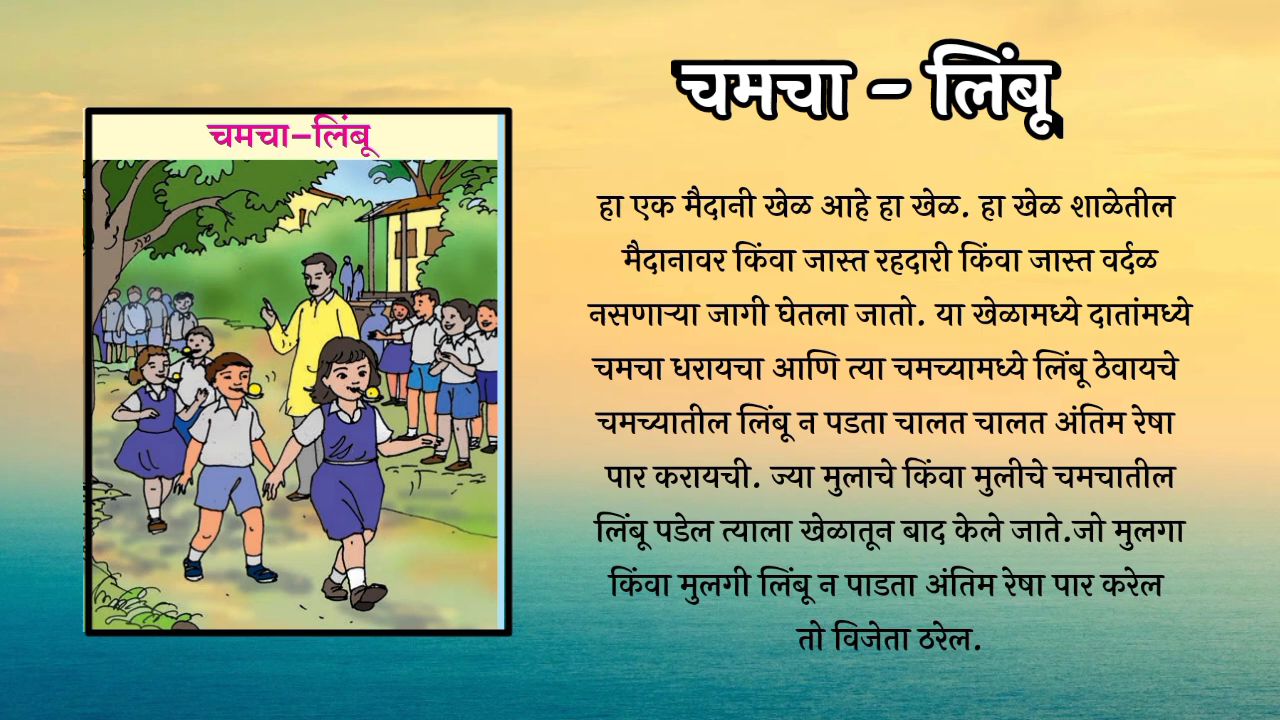 चमचा - लिंबू
चमचा–लिंबू
हा एक मैदानी खेळ आहे हा खेळ. हा खेळ शाळेतील
मैदानावर किंवा जास्त रहदारी किंवा जास्त वर्दळ
नसणाऱ्या जागी घेतला जातो. या खेळामध्ये दातांमध्ये
चमचा धरायचा आणि त्या चमच्यामध्ये लिंबू ठेवायचे
चमच्यातील लिंबू न पडता चालत चालत अंतिम रेषा
पार करायची. ज्या मुलाचे किंवा मुलीचे चमचातील
लिंबू पडेल त्याला खेळातून बाद केले जाते.जो मुलगा
किंवा मुलगी लिंबू न पाडता अंतिम रेषा पार करेल
तो विजेता ठरेल.